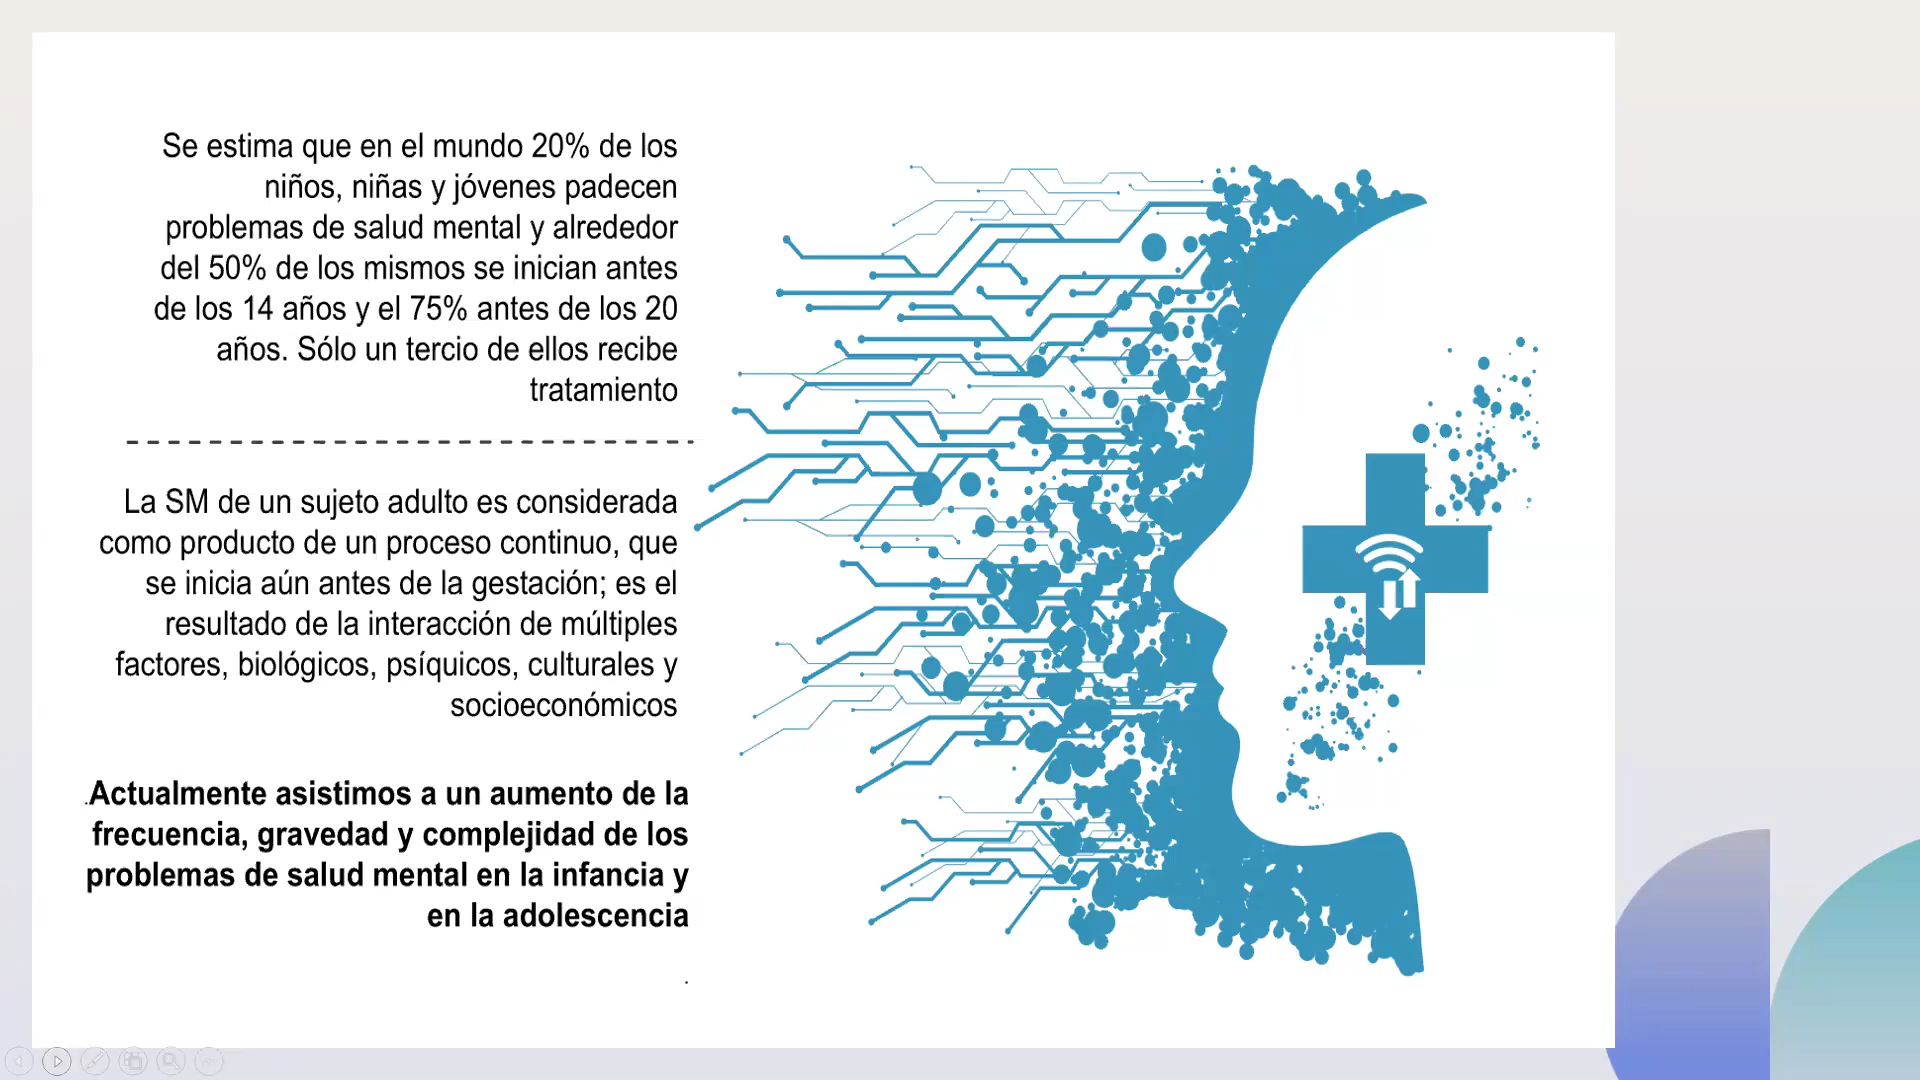 Se estima que en el mundo 20% de los
niños, niñas y jóvenes padecen
problemas de salud mental y alrededor
del 50% de los mismos se inician antes
de los 14 años y el 75% antes de los 20
años. Sólo un tercio de ellos recibe
tratamiento
La SM de un sujeto adulto es considerada
como producto de un proceso continuo, que
se inicia aún antes de la gestación; es el
resultado de la interacción de múltiples
factores, biológicos, psíquicos, culturales y
socioeconómicos
.Actualmente asistimos a un aumento de la
frecuencia, gravedad y complejidad de los
problemas de salud mental en la infancia y
en la adolescencia
.